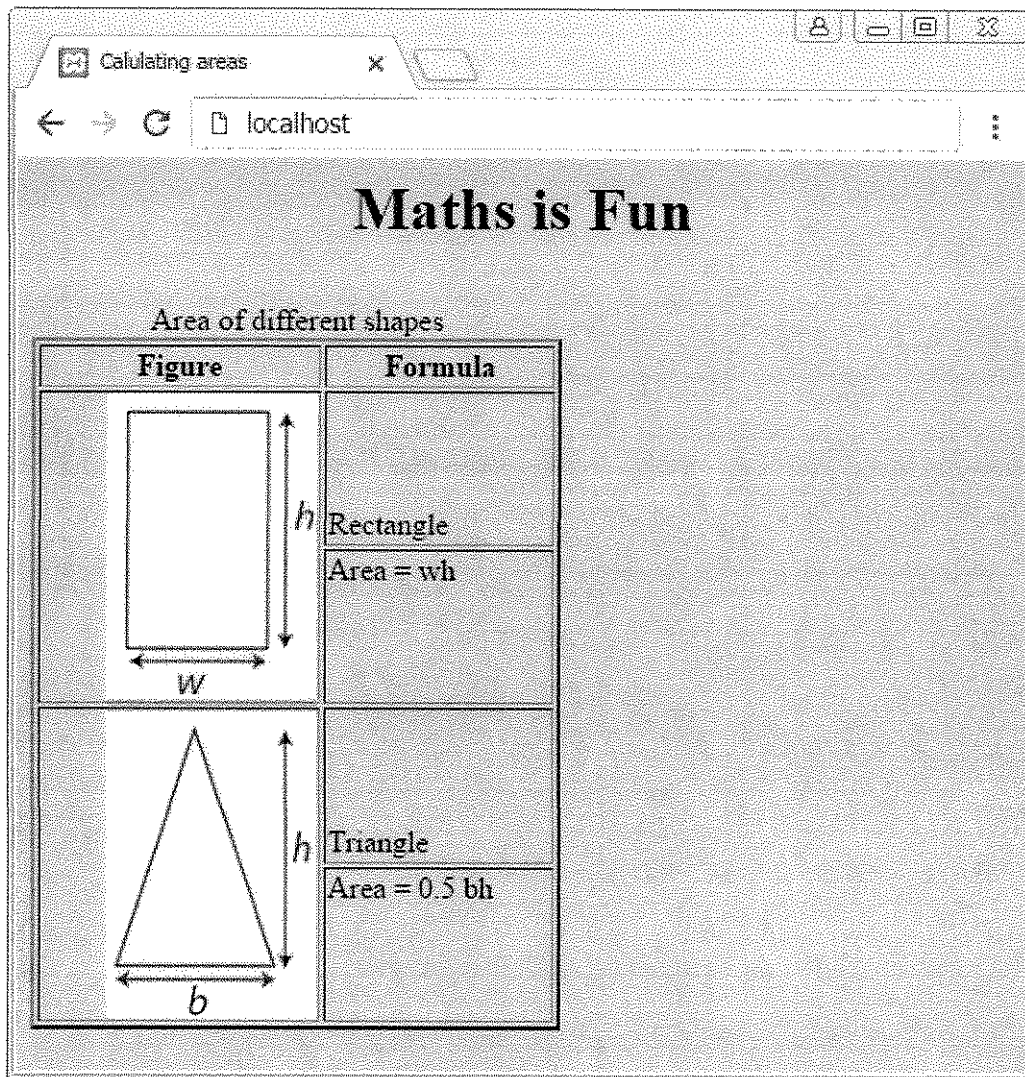 Calulating areas
localhost
Maths is Fun
Area of different shapes
Figure
Formula
h
w
Rectangle
Area = wh
h
b
Triangle
Area = 0.5 bh